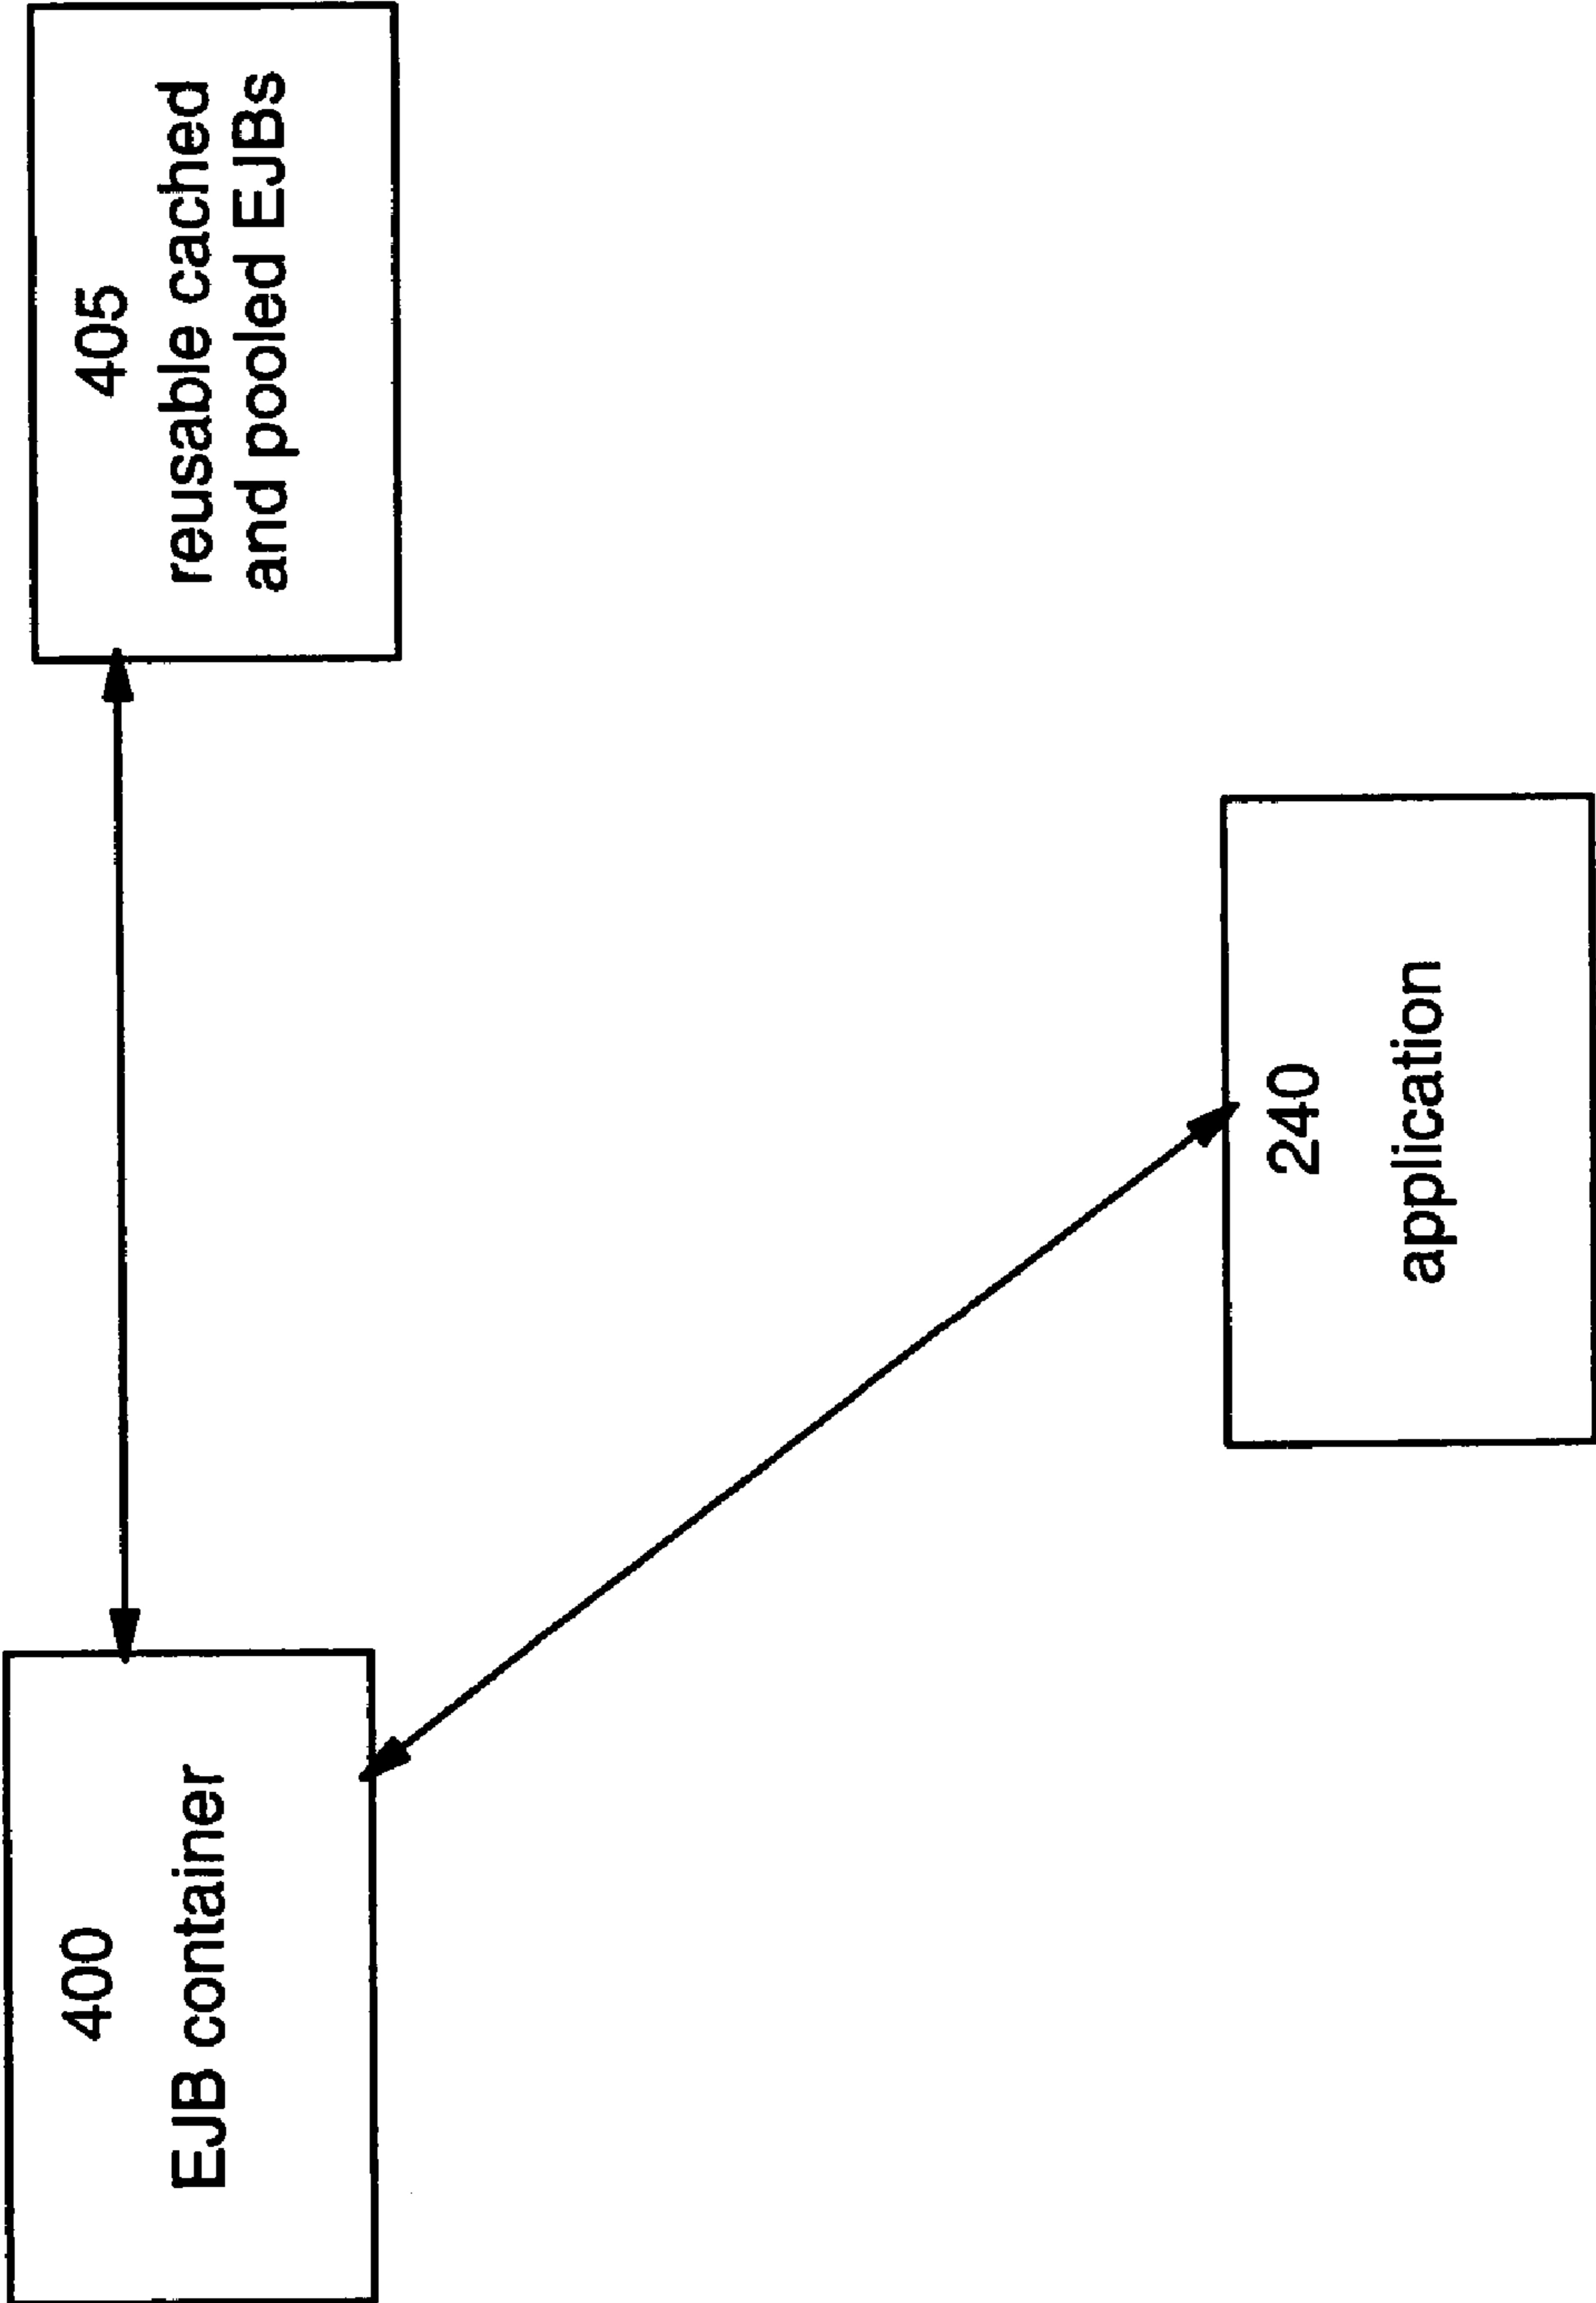 400
EJB container
405
reusable cached
and pooled EJBs
240
application